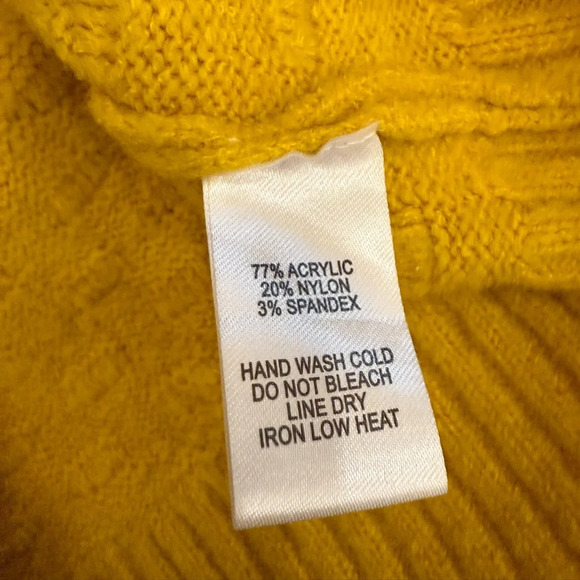 77% ACRYLIC
20% NYLON
3% SPANDEX
HAND WASH COLD
DO NOT BLEACH
LINE DRY
IRON LOW HEAT